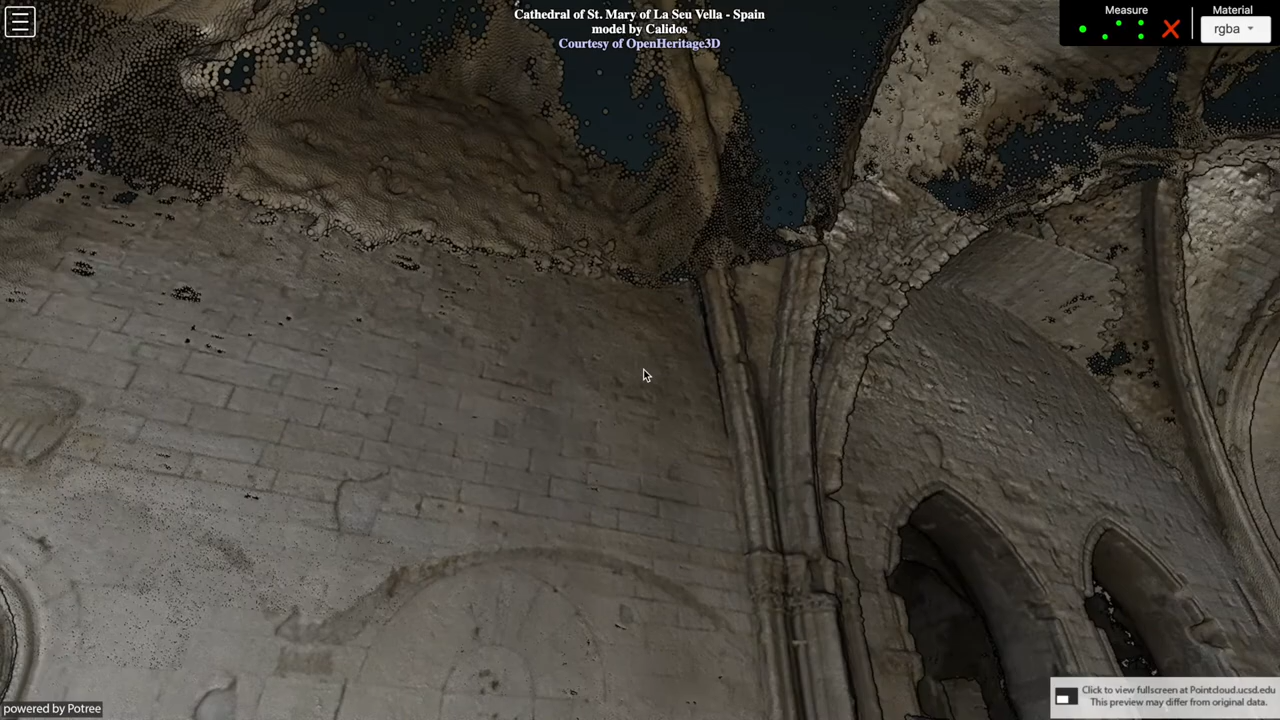 Cathedral of St. Mary of La Seu Vella - Spain
model by Calidos
Courtesy of OpenHeritage3D
Measure
Material
rgba
powered by Potree
Click to view fullscreen at Pointcloud.ucsd.edu
This preview may differ from original data.